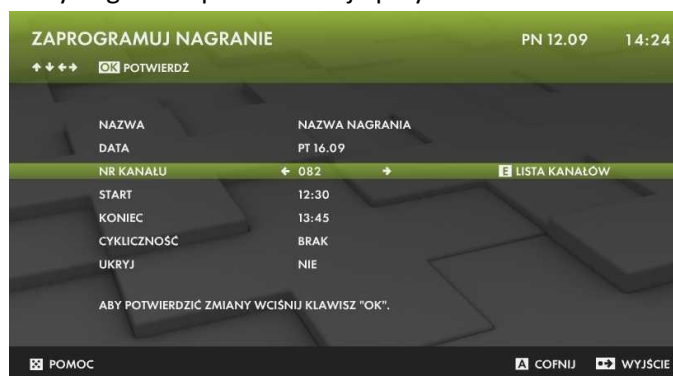 ZAPROGRAMUJ NAGRANIE PN 12.09 14:24
OK POTWIERDŹ
NAZWA NAZWA NAGRANIA
DATA PT 16.09
NR KANAŁU 082 E LISTA KANAŁÓW
START 12:30
KONIEC 13:45
CYKLICZNOŚĆ BRAK
UKRYJ NIE
ABY POTWIERDZIĆ ZMIANY WCIŚNIJ KLAWISZ "OK".
POMOC A COFNIJ WYJŚCIE